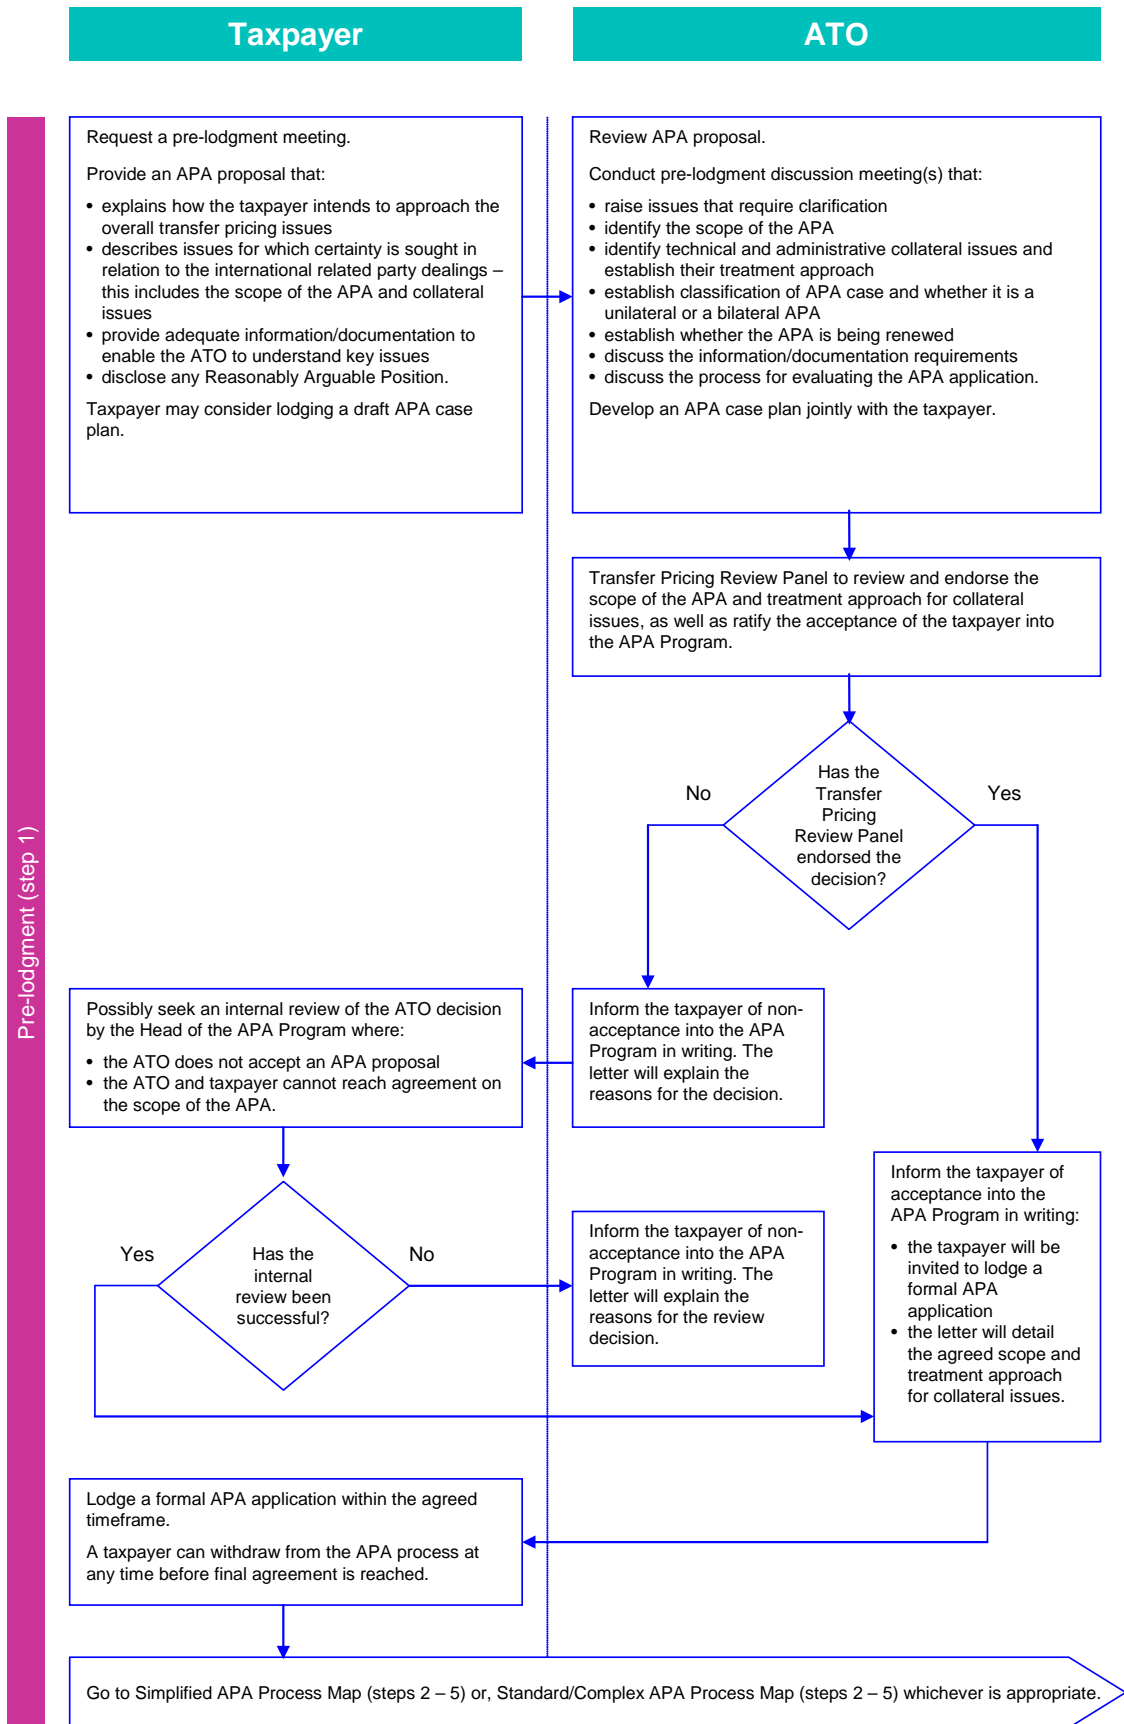 Taxpayer
ATO
Pre-lodgment (step 1)
Request a pre-lodgment meeting.
Provide an APA proposal that:
• explains how the taxpayer intends to approach the
overall transfer pricing issues
• describes issues for which certainty is sought in
relation to the international related party dealings –
this includes the scope of the APA and collateral
issues
• provide adequate information/documentation to
enable the ATO to understand key issues
• disclose any Reasonably Arguable Position.
Taxpayer may consider lodging a draft APA case
plan.
Review APA proposal.
Conduct pre-lodgment discussion meeting(s) that:
• raise issues that require clarification
• identify the scope of the APA
• identify technical and administrative collateral issues and
establish their treatment approach
• establish classification of APA case and whether it is a
unilateral or a bilateral APA
• establish whether the APA is being renewed
• discuss the information/documentation requirements
• discuss the process for evaluating the APA application.
Develop an APA case plan jointly with the taxpayer.
Transfer Pricing Review Panel to review and endorse the
scope of the APA and treatment approach for collateral
issues, as well as ratify the acceptance of the taxpayer into
the APA Program.
Has the
Transfer
Pricing
Review Panel
endorsed the
decision?
No
Yes
Inform the taxpayer of non-
acceptance into the APA
Program in writing. The
letter will explain the
reasons for the decision.
Possibly seek an internal review of the ATO decision
by the Head of the APA Program where:
• the ATO does not accept an APA proposal
• the ATO and taxpayer cannot reach agreement on
the scope of the APA.
Has the
internal
review been
successful?
Yes
No
Inform the taxpayer of non-
acceptance into the APA
Program in writing. The
letter will explain the
reasons for the review
decision.
Inform the taxpayer of
acceptance into the
APA Program in writing:
• the taxpayer will be
invited to lodge a
formal APA
application
• the letter will detail
the agreed scope and
treatment approach
for collateral issues.
Lodge a formal APA application within the agreed
timeframe.
A taxpayer can withdraw from the APA process at
any time before final agreement is reached.
Go to Simplified APA Process Map (steps 2 – 5) or, Standard/Complex APA Process Map (steps 2 – 5) whichever is appropriate.